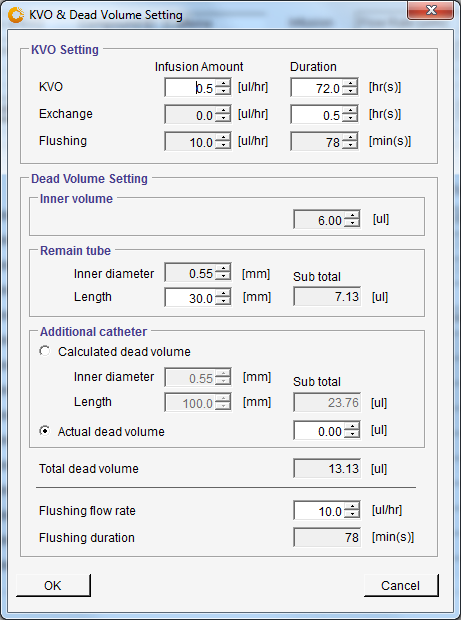 KVO & Dead Volume Setting
KVO Setting
Infusion Amount Duration
KVO 0.5 [ul/hr] 72.0 [hr(s)]
Exchange 0.0 [ul/hr] 0.5 [hr(s)]
Flushing 10.0 [ul/hr] 78 [min(s)]
Dead Volume Setting
Inner volume
6.00 [ul]
Remain tube
Inner diameter 0.55 [mm] Sub total
Length 30.0 [mm] 7.13 [ul]
Additional catheter
Calculated dead volume
Inner diameter 0.55 [mm] Sub total
Length 100.0 [mm] 23.76 [ul]
Actual dead volume 0.00 [ul]
Total dead volume 13.13 [ul]
Flushing flow rate 10.0 [ul/hr]
Flushing duration 78 [min(s)]
OK Cancel